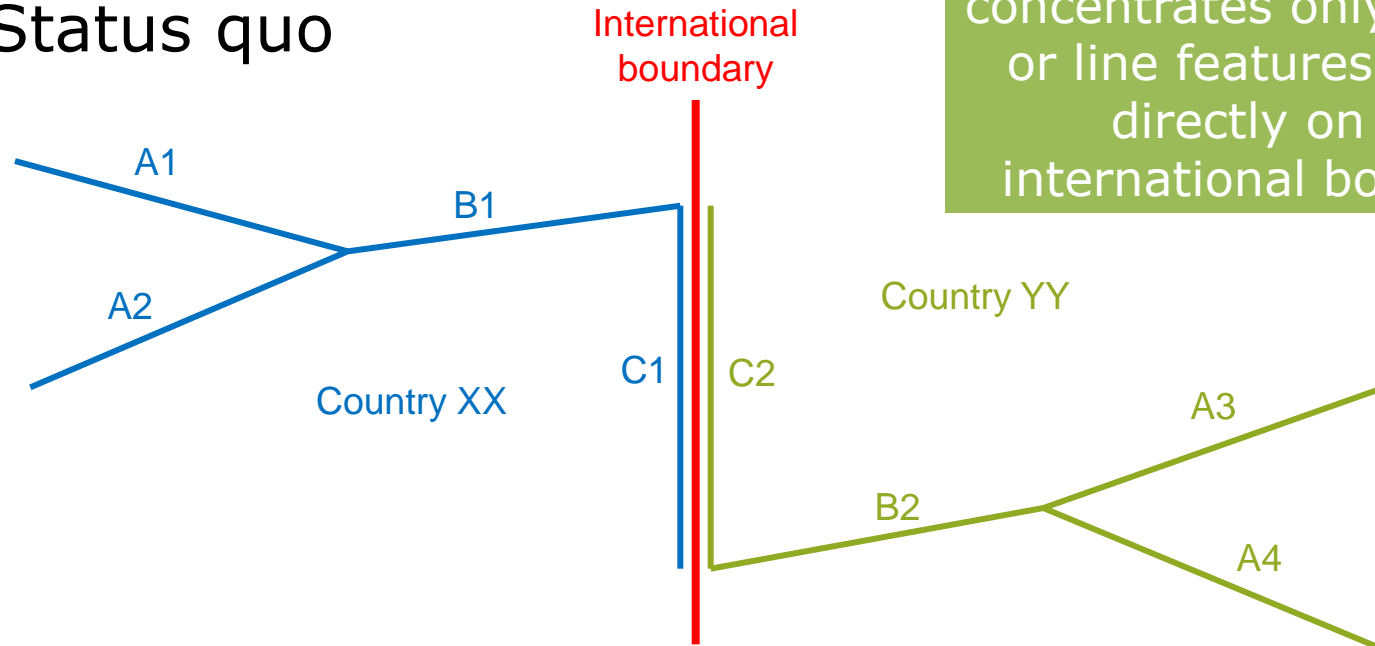 Status quo
International
boundary
concentrates only
or line features
directly on
international
A1
B1
A2
Country YY
C1
C2
Country XX
A3
B2
A4